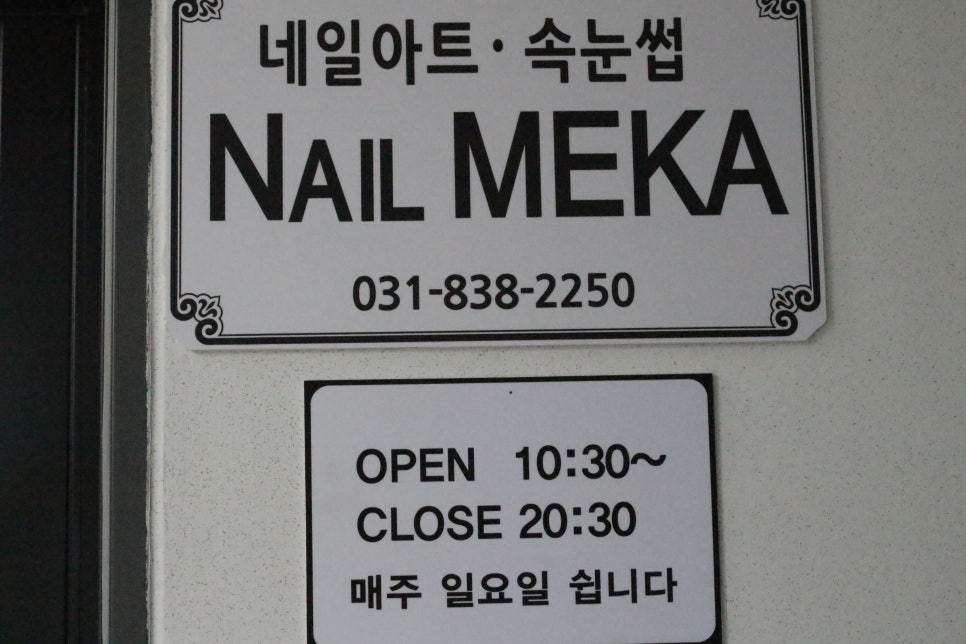 네일아트·속눈썹
NAIL MEKA
031-838-2250
OPEN 10:30~
CLOSE 20:30
매주 일요일 쉽니다